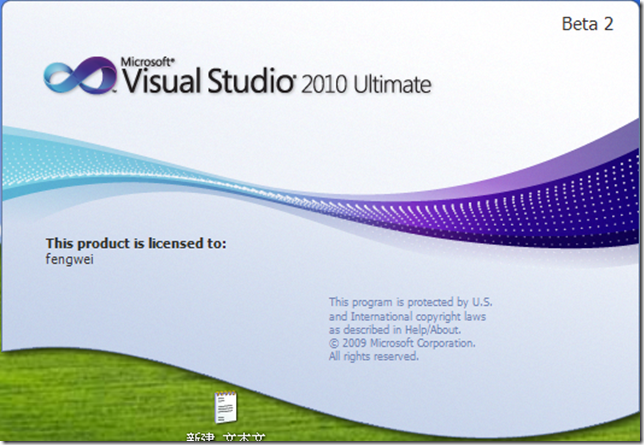 Beta 2
Microsoft®
Visual Studio® 2010 Ultimate
This product is licensed to:
fengwei
This program is protected by U.S.
and International copyright laws
as described in Help/About.
© 2009 Microsoft Corporation.
All rights reserved.
新建 文本文